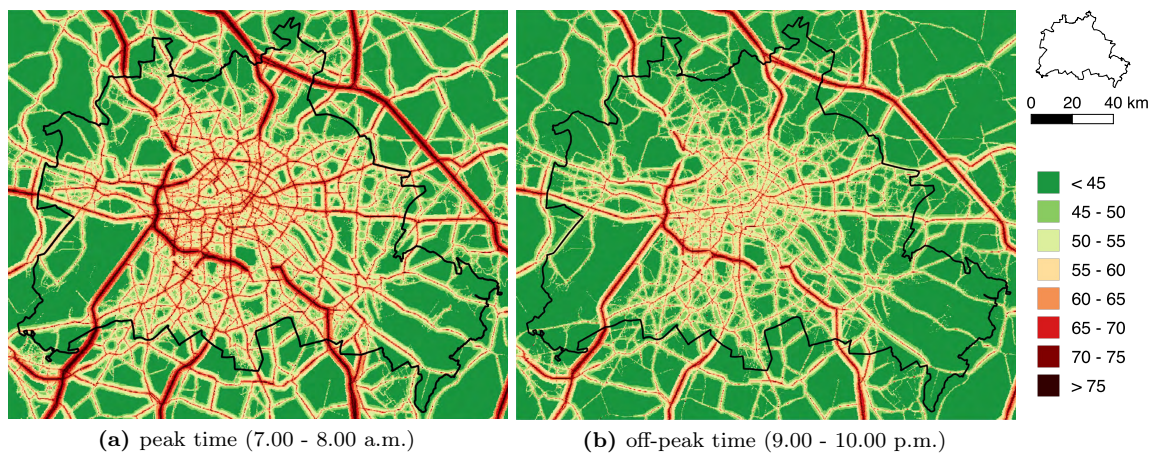 0 20 40 km
< 45
45 - 50
50 - 55
55 - 60
60 - 65
65 - 70
70 - 75
> 75
(a) peak time (7.00 - 8.00 a.m.)
(b) off-peak time (9.00 - 10.00 p.m.)